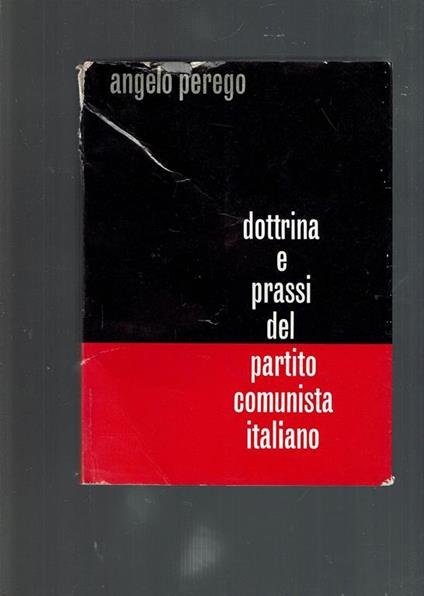 angelo perego
dottrina
e
prassi
del
partito
comunista
italiano